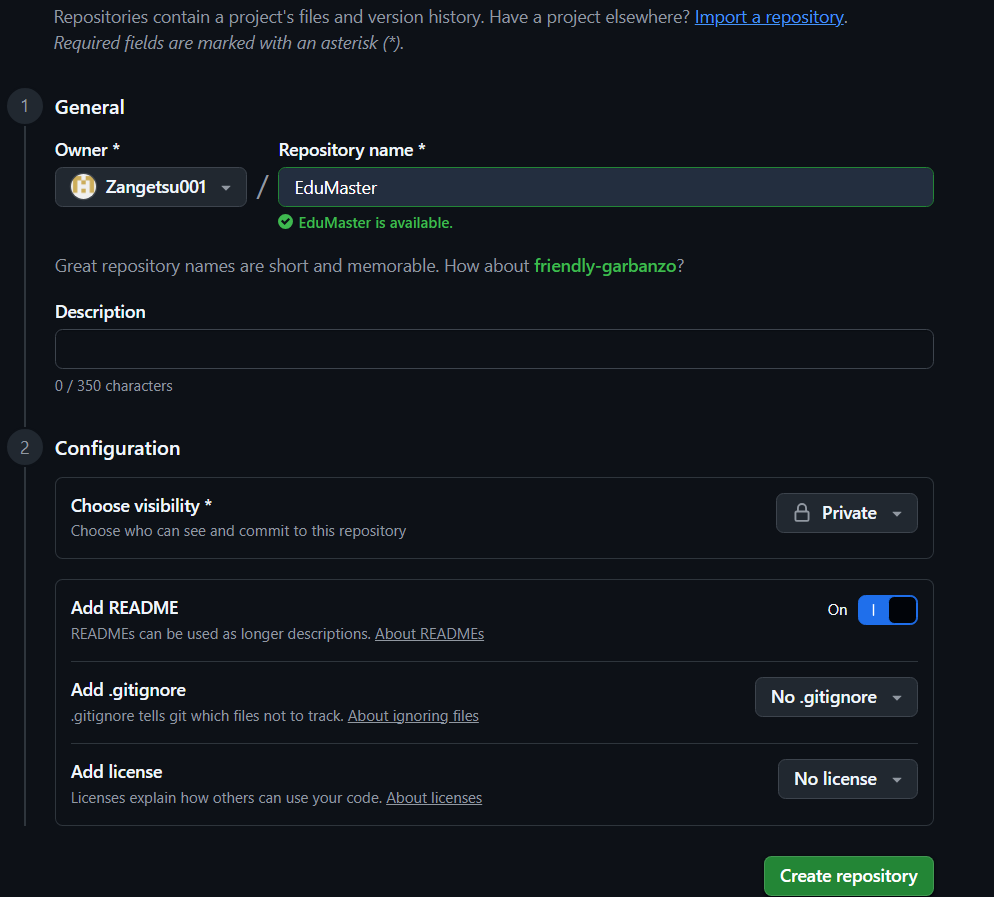 Repositories contain a project's files and version history. Have a project elsewhere? Import a repository.
Required fields are marked with an asterisk (*).
1 General
Owner * Repository name *
Zangetsu001 / EduMaster
EduMaster is available.
Great repository names are short and memorable. How about friendly-garbanzo?
Description
0 / 350 characters
2 Configuration
Choose visibility *
Choose who can see and commit to this repository
Private
Add README
READMEs can be used as longer descriptions. About READMEs
On
Add .gitignore
.gitignore tells git which files not to track. About ignoring files
No .gitignore
Add license
Licenses explain how others can use your code. About licenses
No license
Create repository